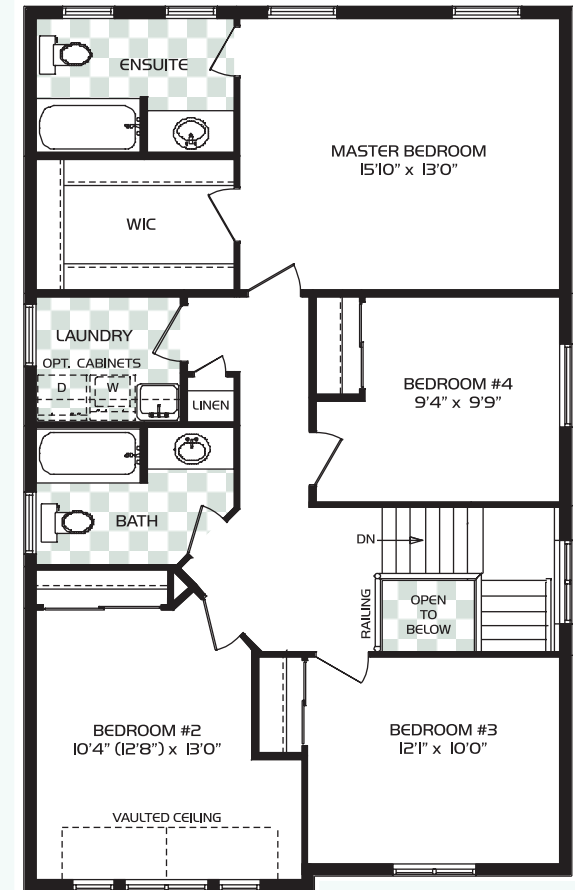 ENSUITE
MASTER BEDROOM
15'10" x 13'0"
WIC
LAUNDRY
OPT. CABINETS
D
W
LINEN
BEDROOM #4
9'4" x 9'9"
BATH
DN
RAILING
OPEN
TO
BELOW
BEDROOM #2
10'4" (12'8") x 13'0"
VAULTED CEILING
BEDROOM #3
12'1" x 10'0"